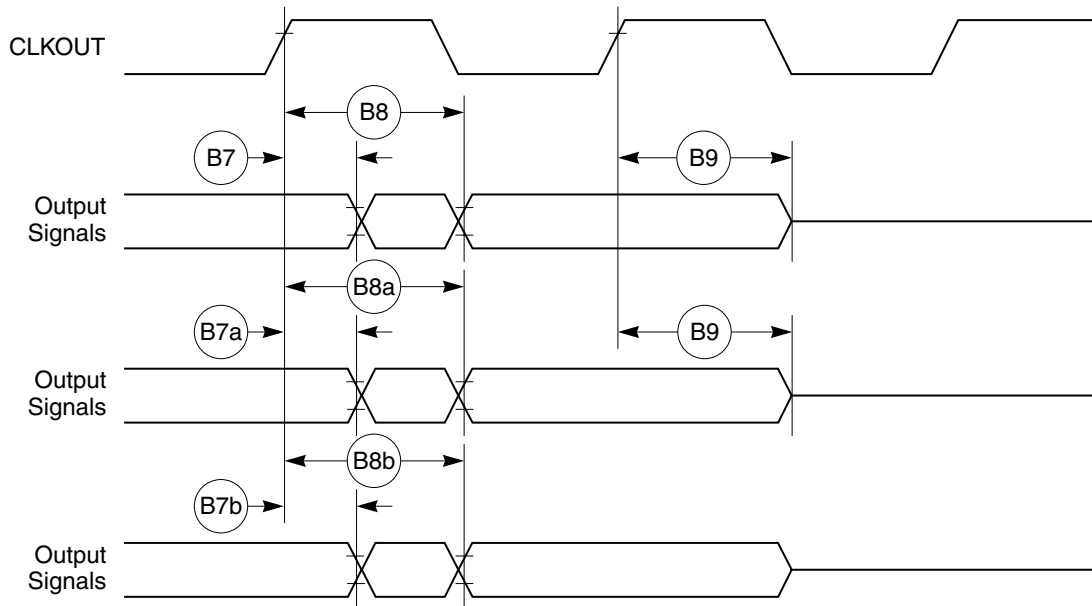 CLKOUT
B8
B7
B9
Output
Signals
B8a
B7a
B9
Output
Signals
B8b
B7b
Output
Signals